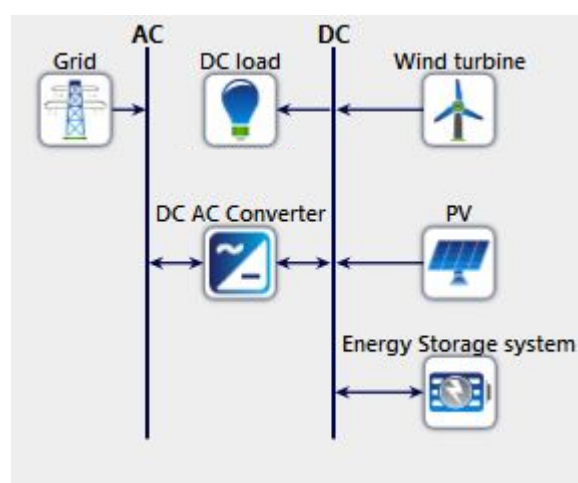 AC
DC
Grid
DC load
Wind turbine
DC AC Converter
PV
Energy Storage system